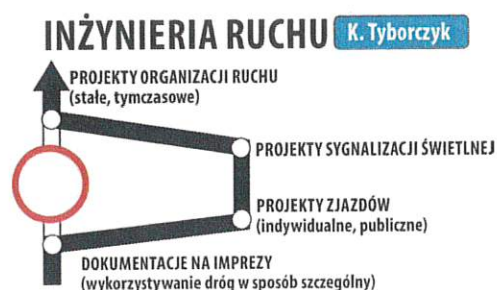 INŻYNIERIA RUCHU K. Tyborczyk
PROJEKTY ORGANIZACJI RUCHU
(stałe, tymczasowe)
PROJEKTY SYGNALIZACJI ŚWIETLNEJ
PROJEKTY ZJAZDÓW
(indywidualne, publiczne)
DOKUMENTACJE NA IMPREZY
(wykorzystywanie dróg w sposób szczególny)